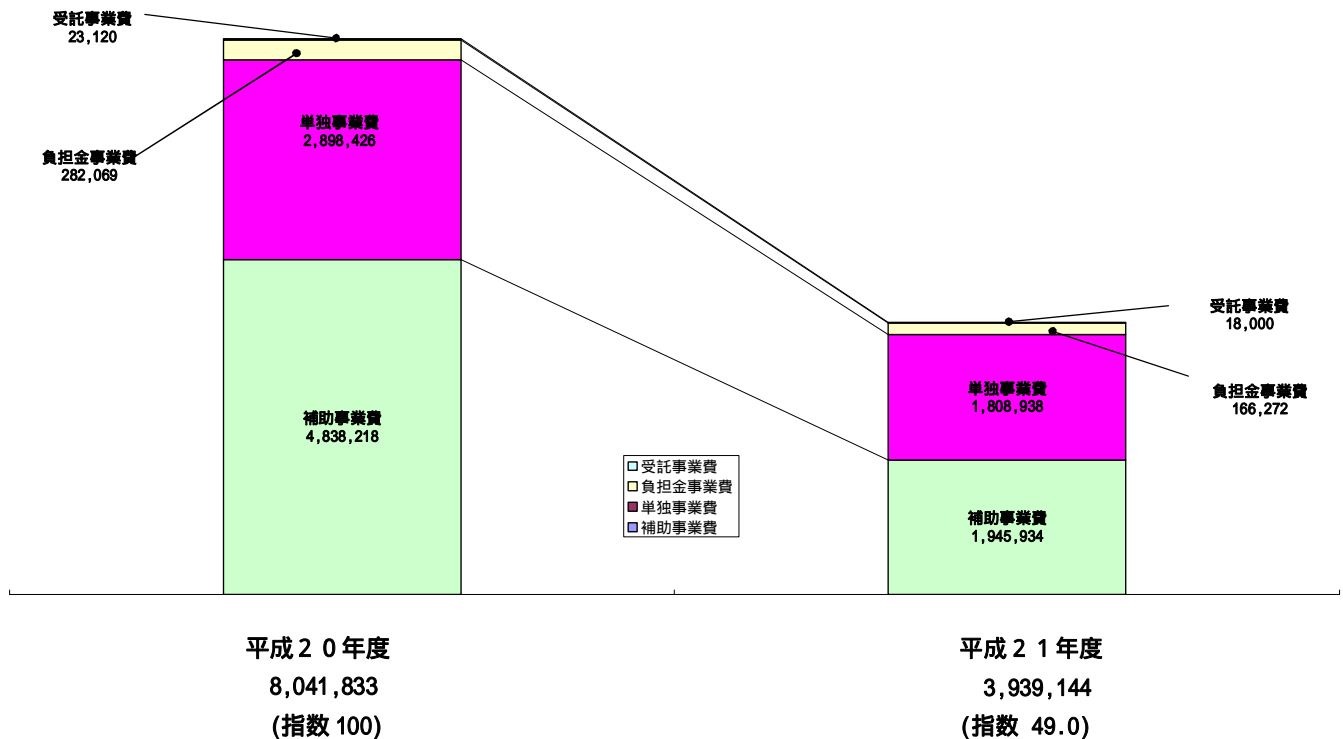 受託事業費
23,120
単独事業費
2,898,426
負担金事業費
282,069
補助事業費
4,838,218
受託事業費
18,000
単独事業費
1,808,938
負担金事業費
166,272
補助事業費
1,945,934
受託事業費
負担金事業費
単独事業費
補助事業費
平成20年度
8,041,833
(指数 100)
平成21年度
3,939,144
(指数 49.0)